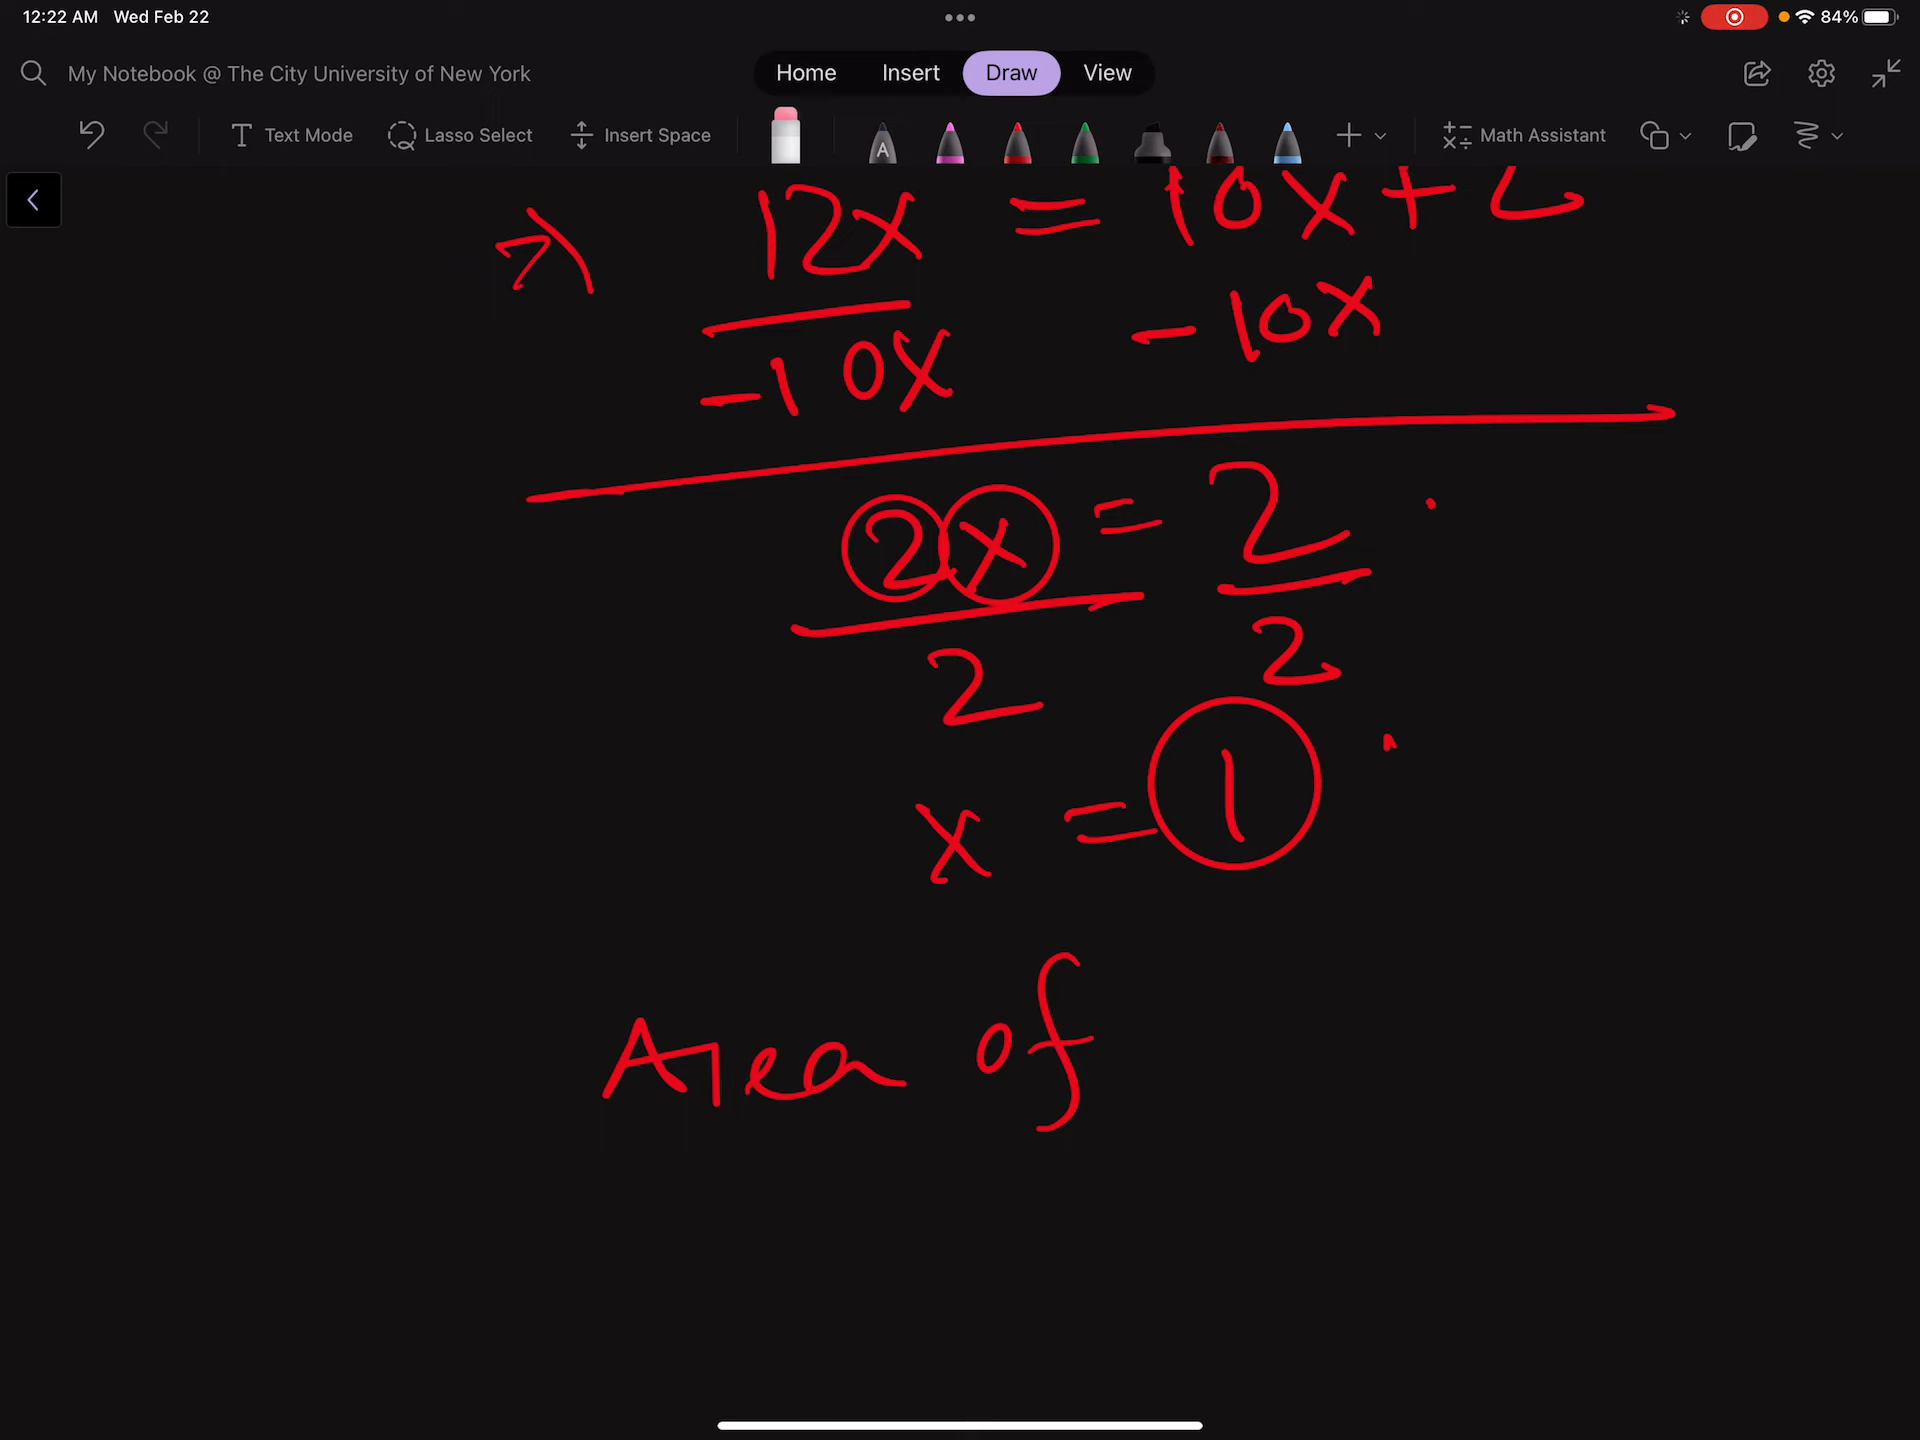 12:22 AM Wed Feb 22
84%
My Notebook @ The City University of New York
Home Insert Draw View
Text Mode Lasso Select Insert Space A Math Assistant
12x = 10x + 2
-10x -10x
2x = 2
2 2
x = 1
Area of